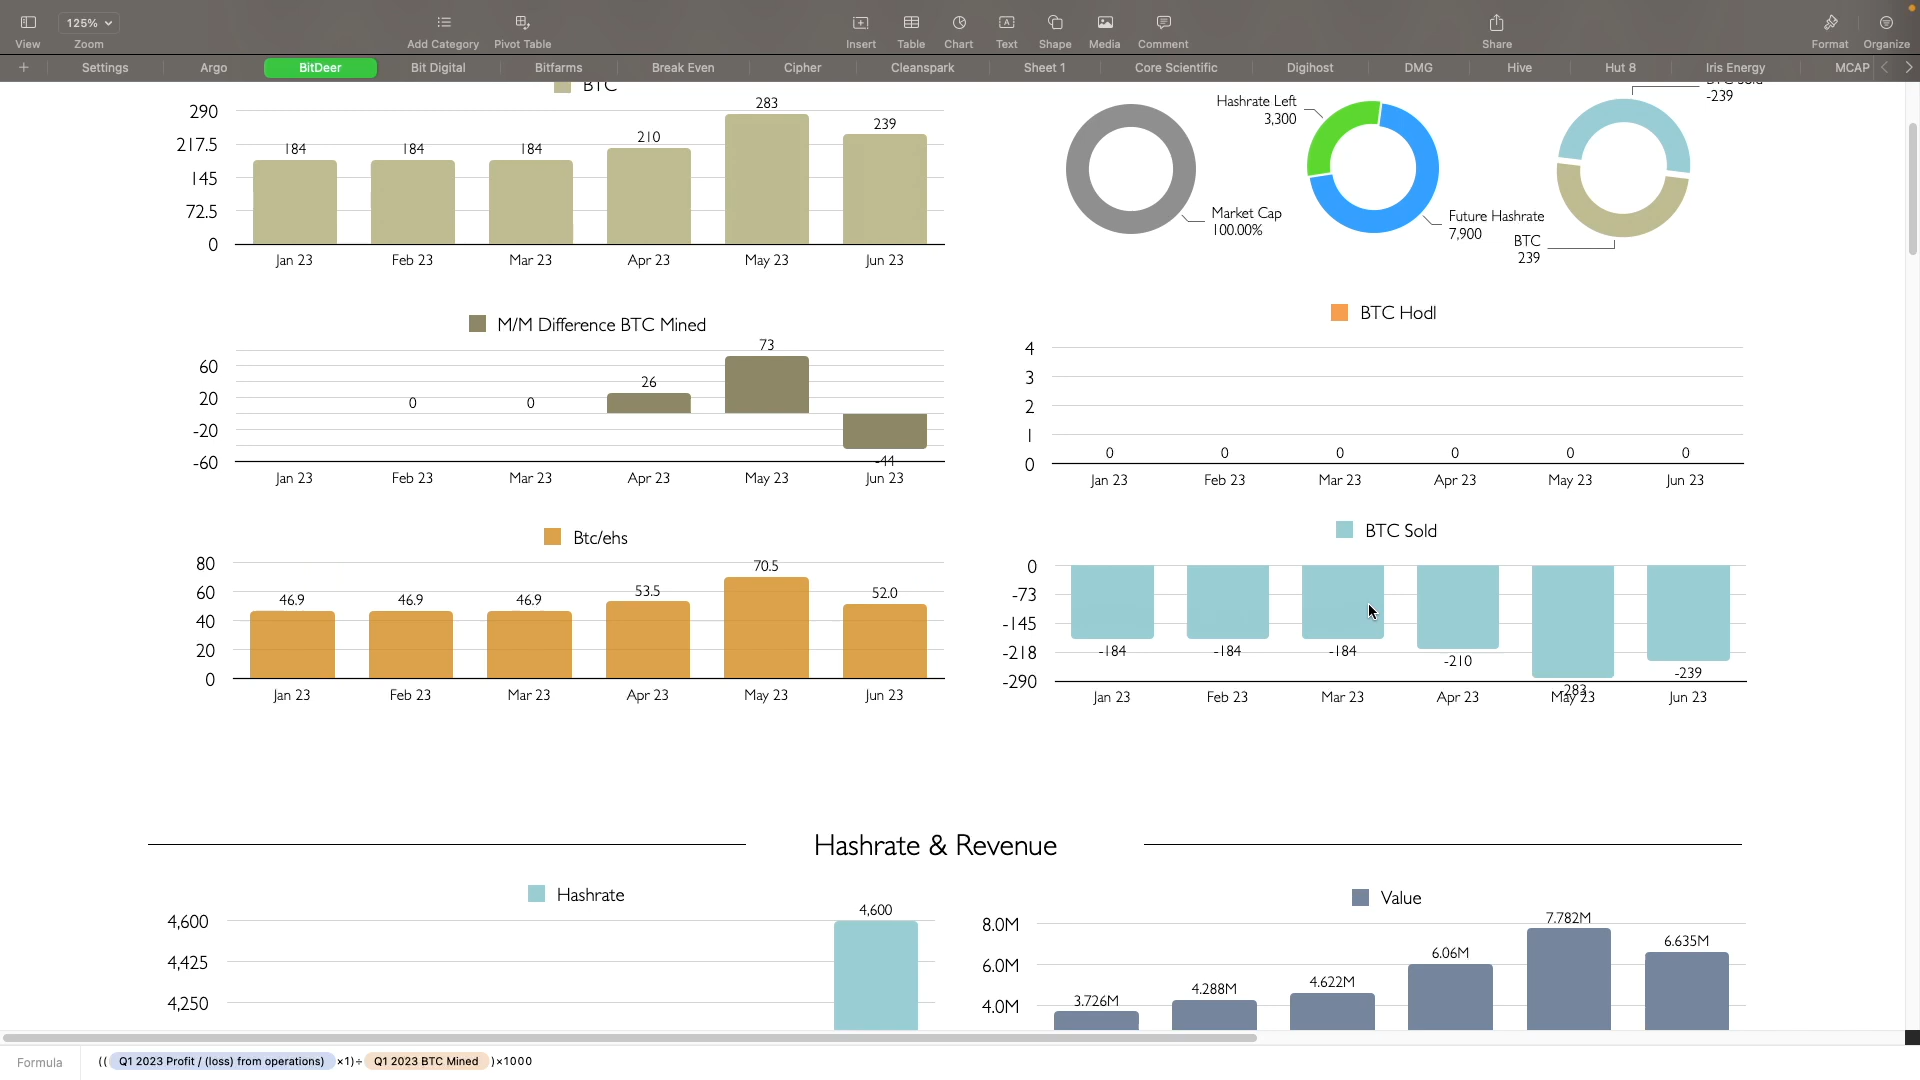 125%
View
Zoom
Add Category
Pivot Table
Insert
Table
Chart
Text
Shape
Media
Comment
Share
Format
Organize
+
Settings
Argo
BitDeer
Bit Digital
Bitfarms
Break Even
Cipher
Cleanspark
Sheet 1
Core Scientific
Digihost
DMG
Hive
Hut 8
Iris Energy
MCAP
BTC
290
217.5
145
72.5
0
184
184
184
210
283
239
Jan 23
Feb 23
Mar 23
Apr 23
May 23
Jun 23
Market Cap
100.00%
Hashrate Left
3,300
Future Hashrate
7,900
BTC Sold
-239
BTC
239
M/M Difference BTC Mined
60
20
-20
-60
0
0
26
73
-44
Jan 23
Feb 23
Mar 23
Apr 23
May 23
Jun 23
BTC Hodl
4
3
2
1
0
0
0
0
0
0
0
Jan 23
Feb 23
Mar 23
Apr 23
May 23
Jun 23
Btc/ehs
80
60
40
20
0
46.9
46.9
46.9
53.5
70.5
52.0
Jan 23
Feb 23
Mar 23
Apr 23
May 23
Jun 23
BTC Sold
0
-73
-145
-218
-290
-184
-184
-184
-210
-283
-239
Jan 23
Feb 23
Mar 23
Apr 23
May 23
Jun 23
Hashrate & Revenue
Hashrate
4,600
4,425
4,250
4,600
Value
8.0M
6.0M
4.0M
3.726M
4.288M
4.622M
6.06M
7.782M
6.635M
Formula
(( Q1 2023 Profit / (loss) from operations) ×1)÷ Q1 2023 BTC Mined )×1000